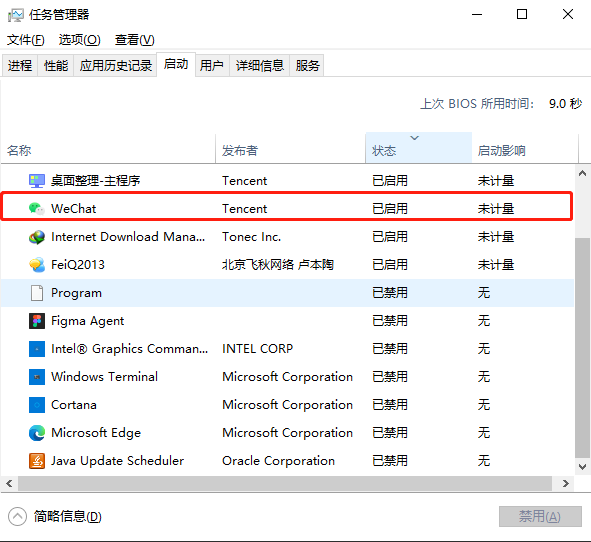 任务管理器
文件(F) 选项(O) 查看(V)
进程 性能 应用历史记录 启动 用户 详细信息 服务
上次 BIOS 所用时间: 9.0 秒
名称 发布者 状态 启动影响
桌面整理-主程序 Tencent 已启用 未计量
WeChat Tencent 已启用 未计量
Internet Download Mana... Tonec Inc. 已启用 未计量
FeiQ2013 北京飞秋网络 卢本陶 已启用 未计量
Program 已禁用 无
Figma Agent 已禁用 无
Intel® Graphics Comman... INTEL CORP 已禁用 无
Windows Terminal Microsoft Corporation 已禁用 无
Cortana Microsoft Corporation 已禁用 无
Microsoft Edge Microsoft Corporation 已禁用 无
Java Update Scheduler Oracle Corporation 已禁用 无
简略信息(D) 禁用(A)